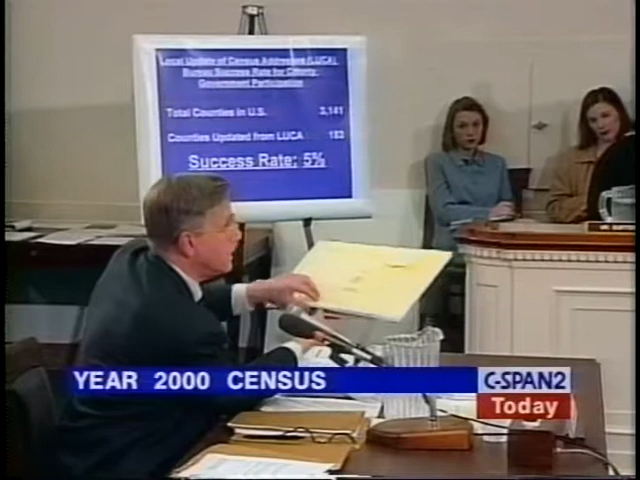 Local Update of Census Addresses (LUCA)
Bureau Success Rate for County
Government Participation
Total Counties in U.S. 3,141
Counties Updated from LUCA 183
Success Rate: 5%
YEAR 2000 CENSUS
C-SPAN2
Today